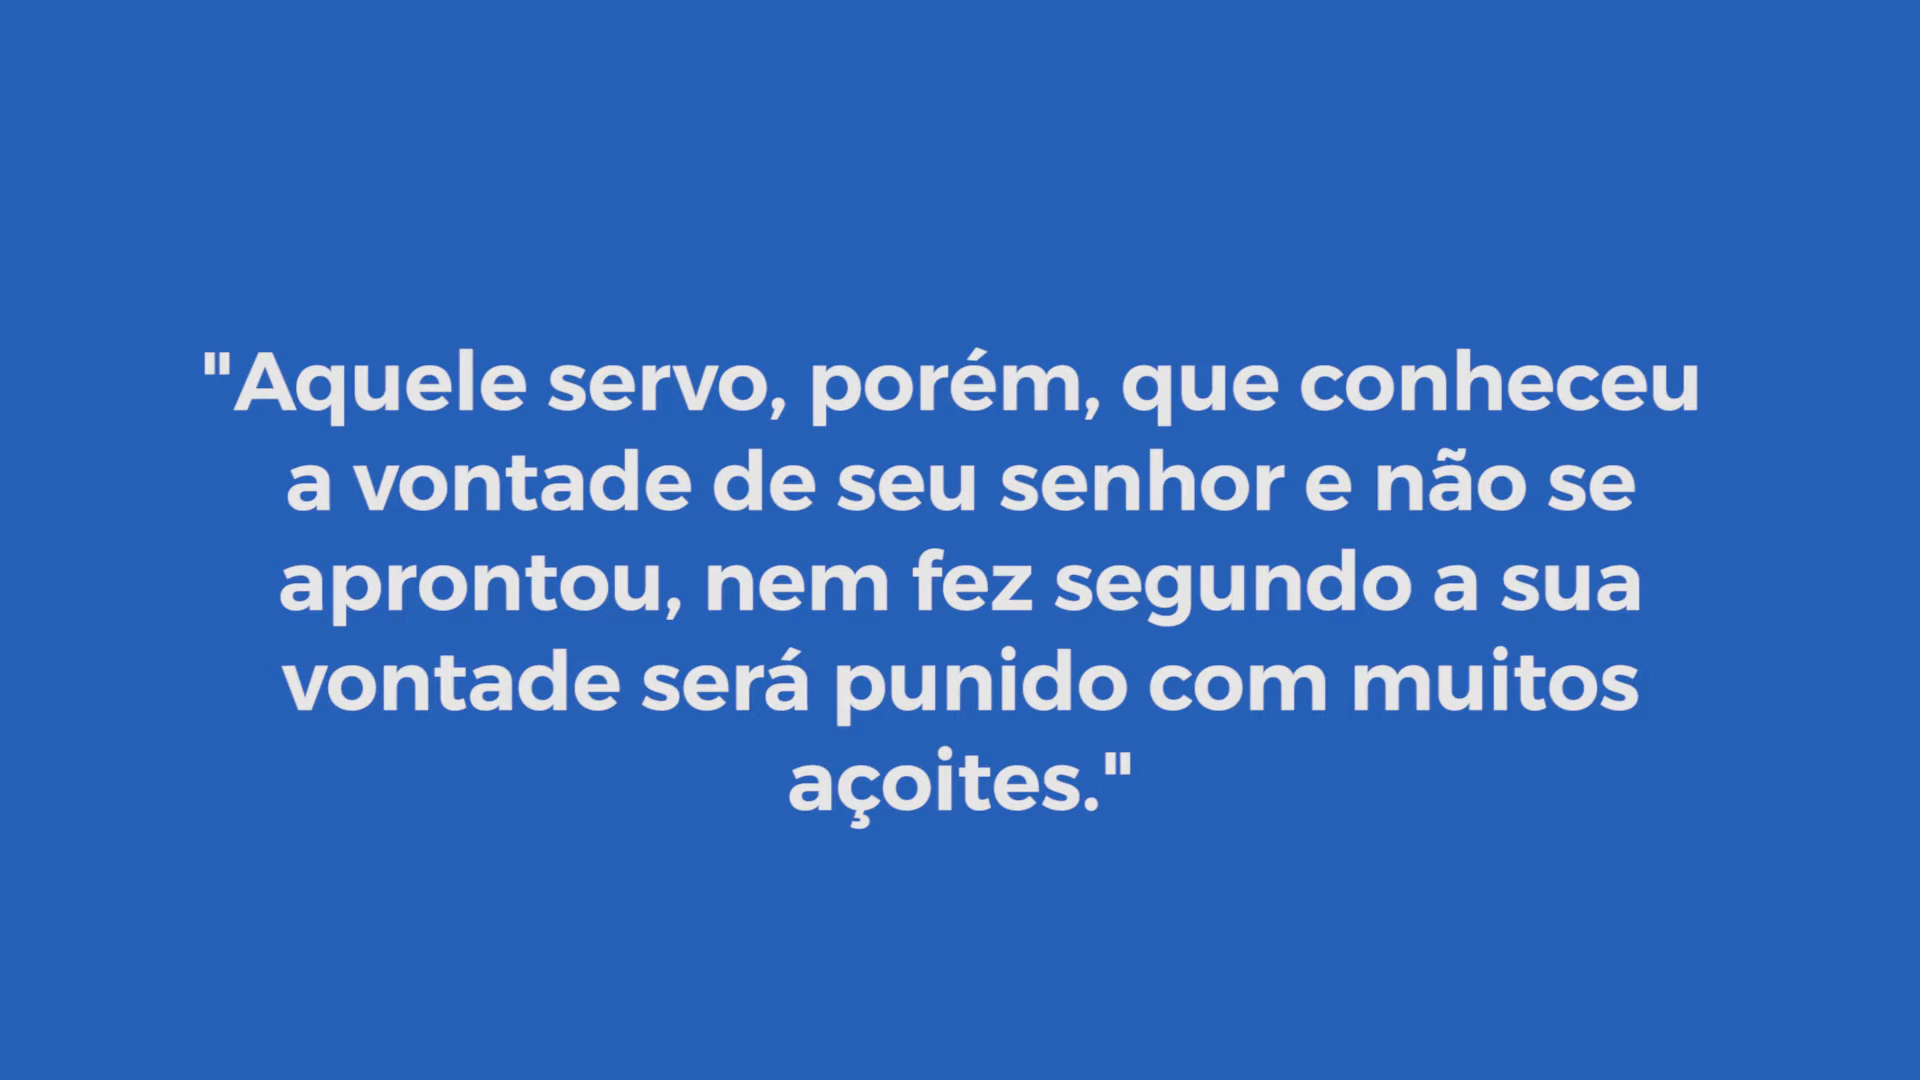 "Aquele servo, porém, que conheceu
a vontade de seu senhor e não se
aprontou, nem fez segundo a sua
vontade será punido com muitos
açoites."